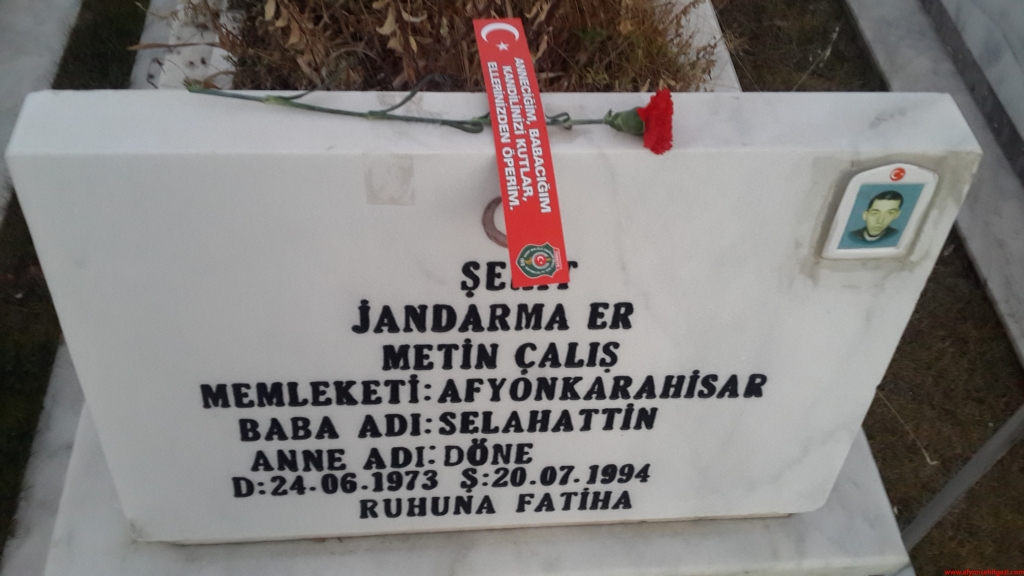 ANNECİĞİM, BABACIĞIM
KANDİLİNİZİ KUTLAR,
ELLERİNİZDEN ÖPERİM.
JANDARMA ER
METİN ÇALIŞ
MEMLEKETİ: AFYONKARAHİSAR
BABA ADI: SELAHATTİN
ANNE ADI: DÖNE
D: 24.06.1973 Ş: 20.07.1994
RUHUNA FATİHA